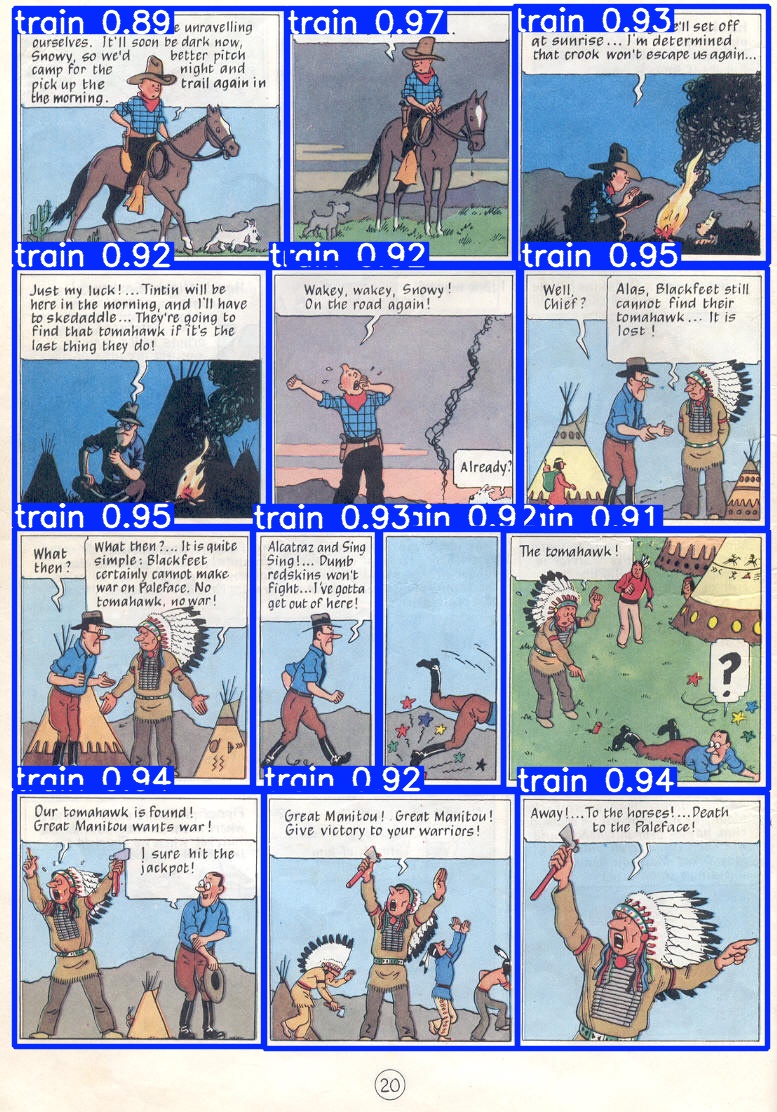 train 0.89
e unravelling
ourselves. It'll soon be dark now,
Snowy, so we'd better pitch
camp for the night and
pick up the trail again in
the morning.
train 0.97
train 0.93
e'll set off
at sunrise... I'm determined
that crook won't escape us again...
train 0.92
Just my luck!... Tintin will be
here in the morning, and I'll have
to skedaddle... They're going to
find that tomahawk if it's the
last thing they do!
train 0.92
Wakey, wakey, Snowy!
On the road again!
Already?
train 0.95
Well,
Chief?
Alas, Blackfeet still
cannot find their
tomahawk... It is
lost!
train 0.95
What
then?
What then?... It is quite
simple: Blackfeet
certainly cannot make
war on Paleface. No
tomahawk, no war!
train 0.93
Alcatraz and Sing
Sing!... Dumb
redskins won't
fight... I've gotta
get out of here!
ain 0.92
in 0.91
The tomahawk!
?
train 0.94
Our tomahawk is found!
Great Manitou wants war!
I sure hit the
jackpot!
train 0.92
Great Manitou! Great Manitou!
Give victory to your warriors!
train 0.94
Away!...To the horses!...Death
to the Paleface!
20